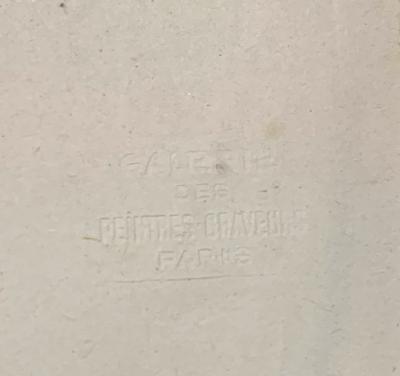 GALERIE
DES
PEINTRES-GRAVEURS
PARIS